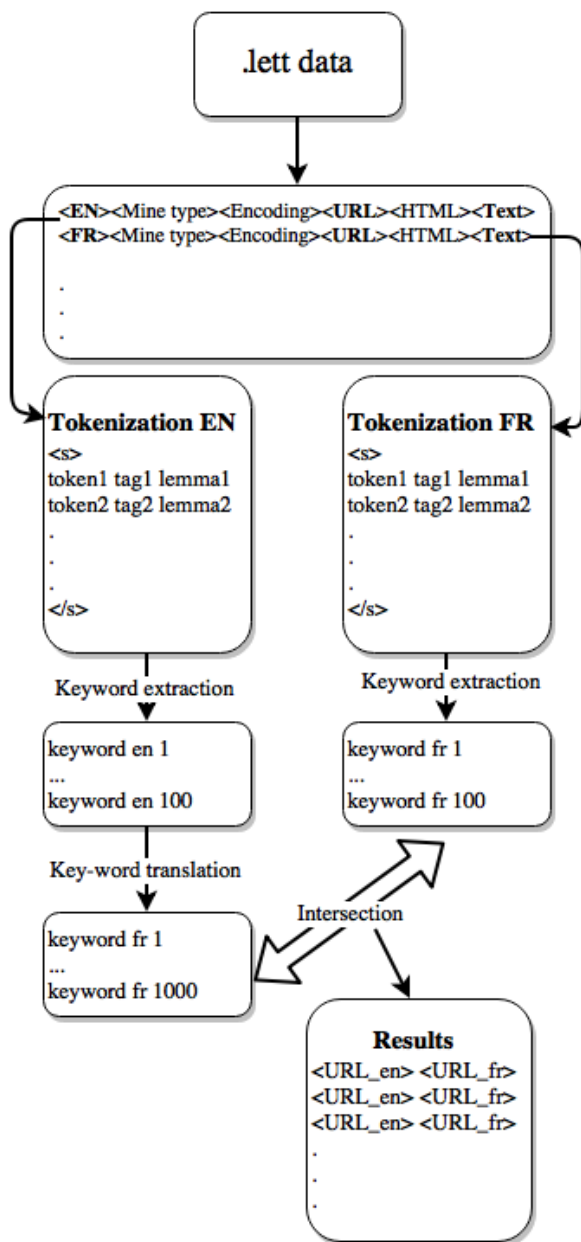 .lett data
<EN><Mine type><Encoding><URL><HTML><Text>
<FR><Mine type><Encoding><URL><HTML><Text>
.
.
.
Tokenization EN
<s>
token1 tag1 lemma1
token2 tag2 lemma2
.
.
.
</s>
Tokenization FR
<s>
token1 tag1 lemma1
token2 tag2 lemma2
.
.
.
</s>
Keyword extraction
Keyword extraction
keyword en 1
...
keyword en 100
keyword fr 1
...
keyword fr 100
Key-word translation
Intersection
keyword fr 1
...
keyword fr 1000
Results
<URL_en> <URL_fr>
<URL_en> <URL_fr>
<URL_en> <URL_fr>
.
.
.